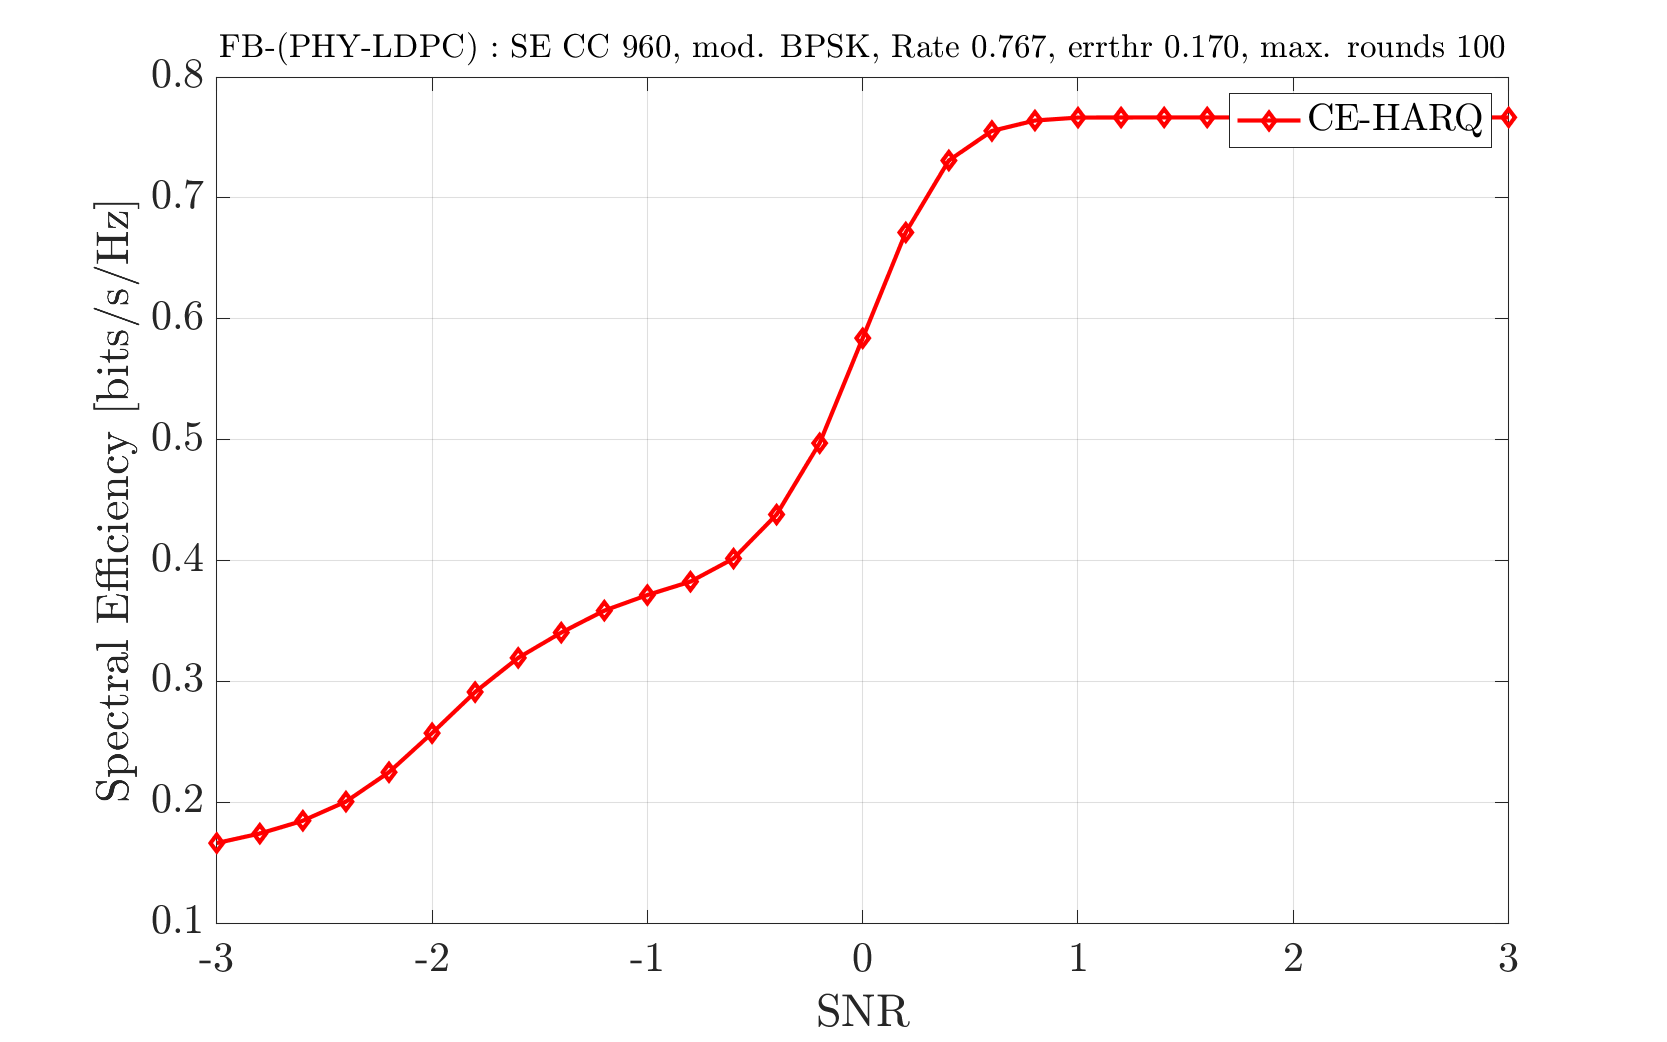 FB-(PHY-LDPC) : SE CC 960, mod. BPSK, Rate 0.767, errthr 0.170, max. rounds 100
CE-HARQ
Spectral Efficiency [bits/s/Hz]
0.8
0.7
0.6
0.5
0.4
0.3
0.2
0.1
-3 -2 -1 0 1 2 3
SNR